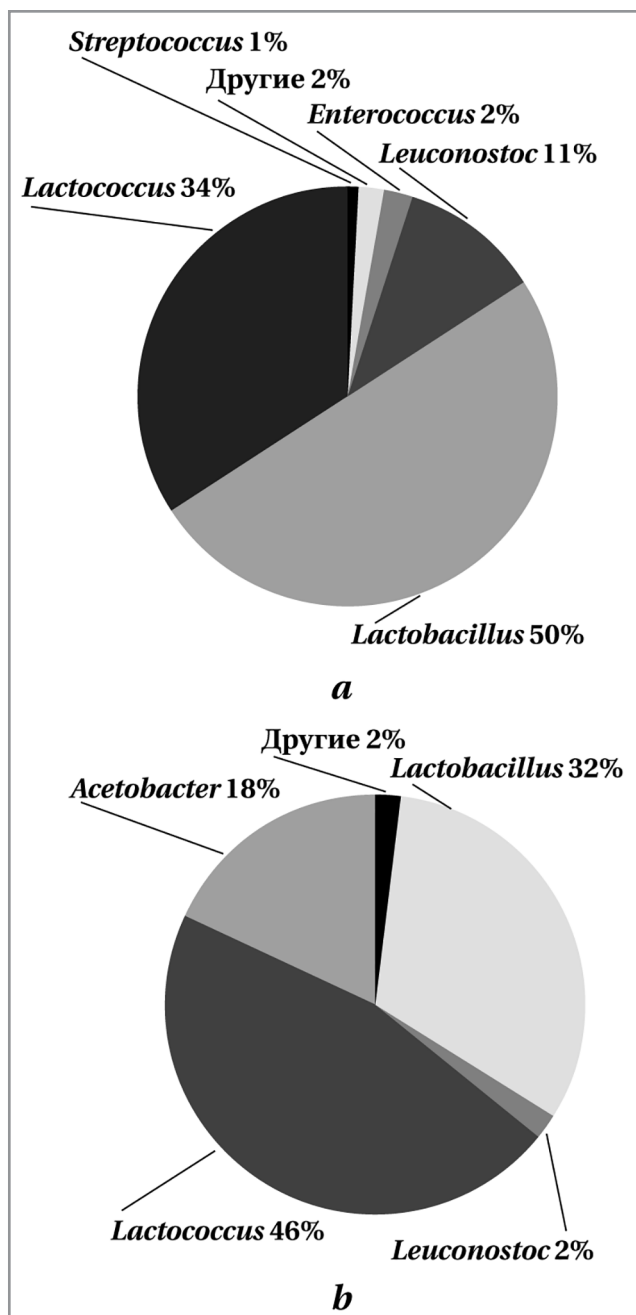 Streptococcus 1%
Другие 2%
Enterococcus 2%
Leuconostoc 11%
Lactococcus 34%
Lactobacillus 50%
a
Другие 2%
Lactobacillus 32%
Acetobacter 18%
Lactococcus 46%
Leuconostoc 2%
b